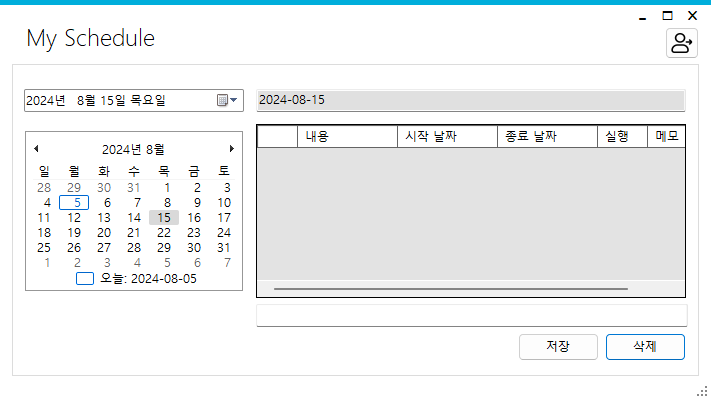 My Schedule
2024년 8월 15일 목요일
2024-08-15
내용 시작 날짜 종료 날짜 실행 메모
2024년 8월
일 월 화 수 목 금 토
28 29 30 31 1 2 3
4 5 6 7 8 9 10
11 12 13 14 15 16 17
18 19 20 21 22 23 24
25 26 27 28 29 30 31
1 2 3 4 5 6 7
오늘: 2024-08-05
저장 삭제